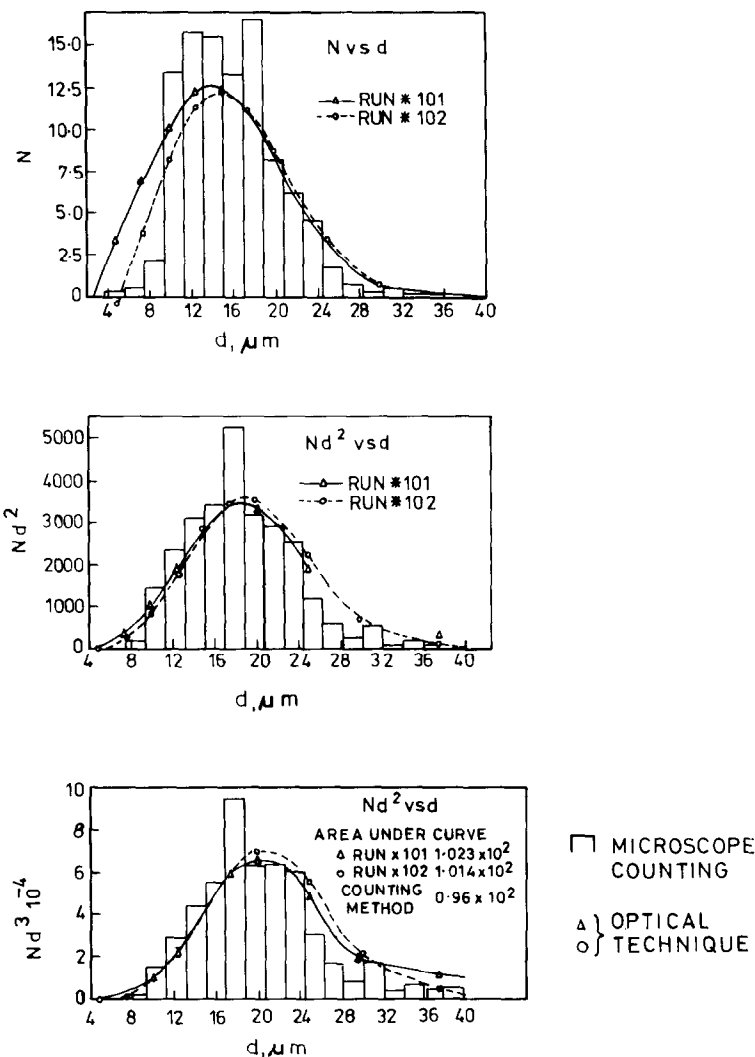 N vs d
RUN * 101
RUN * 102
15·0
12·5
10·0
7·5
5·0
2·5
0
N
4 8 12 16 20 24 28 32 36 40
d, μm
Nd² vsd
RUN * 101
RUN * 102
5000
4000
3000
2000
1000
0
Nd²
4 8 12 16 20 24 28 32 36 40
d, μm
Nd² vsd
AREA UNDER CURVE
Δ RUN x 101 1·023 x 10²
o RUN x 102 1·014 x 10²
COUNTING METHOD 0·96 x 10²
10
8
6
4
2
0
Nd³ 10⁻⁴
4 8 12 16 20 24 28 32 36 40
d, μm
MICROSCOPE
COUNTING
Δ } OPTICAL
o } TECHNIQUE